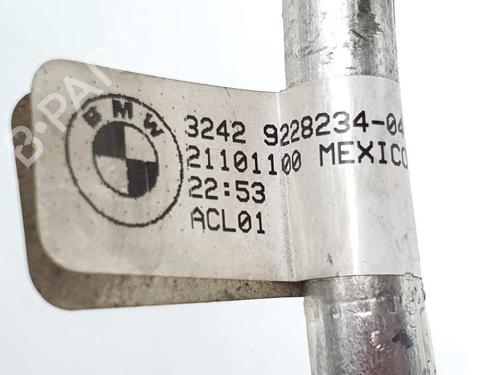 B-PARTS
BMW
3242 9228234-04
21101100 MEXICO
22:53
ACL01